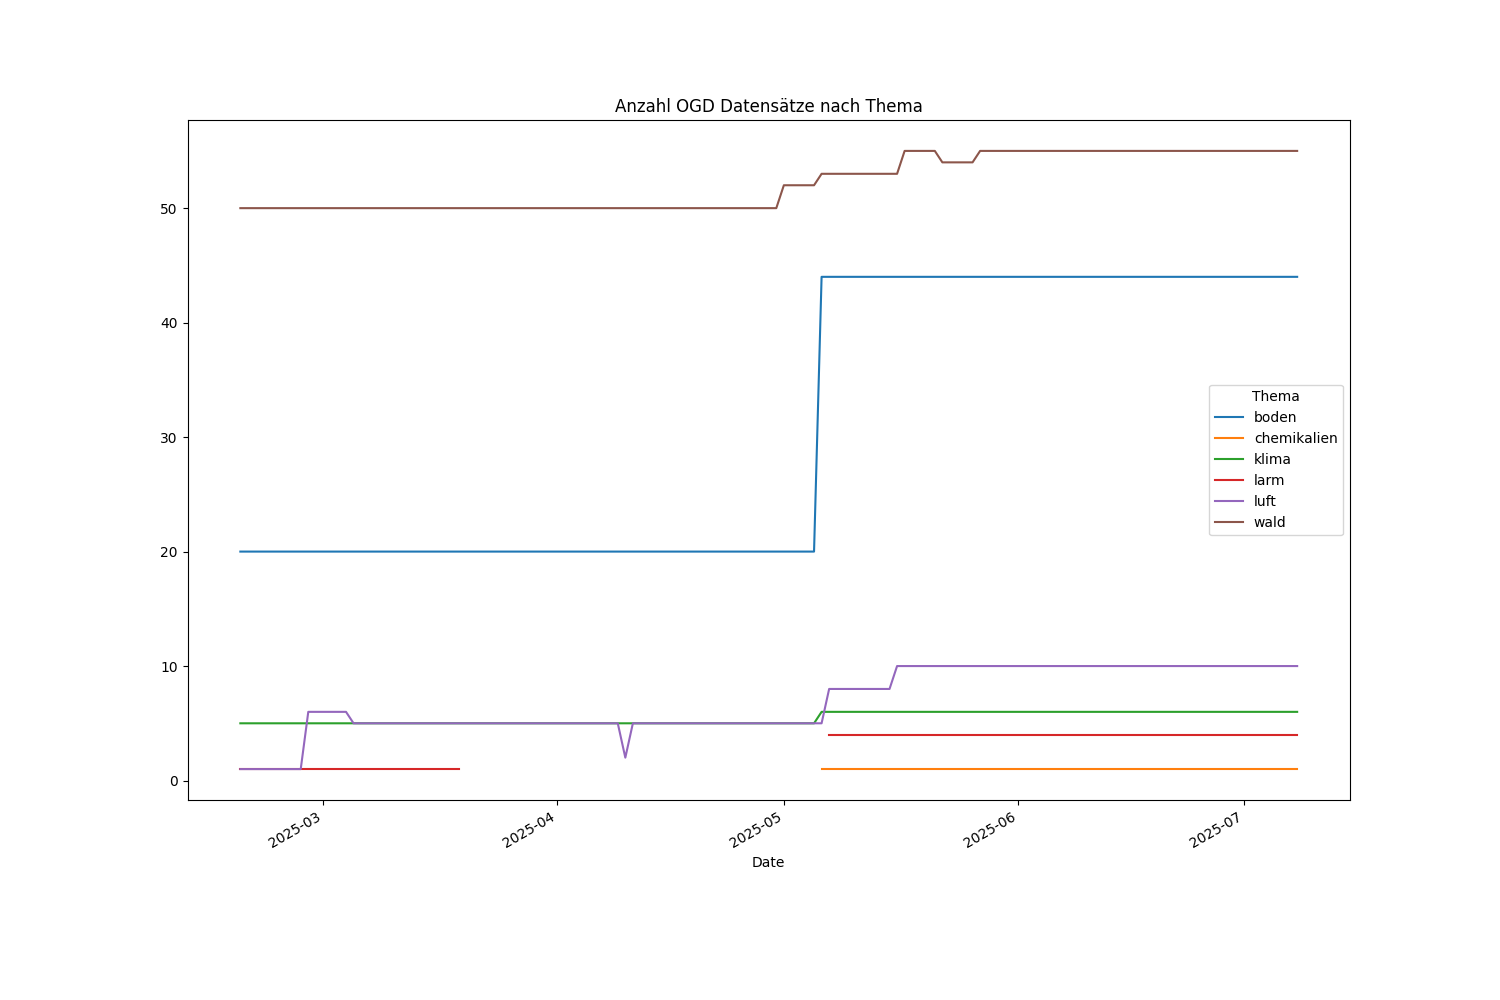 Anzahl OGD Datensätze nach Thema
50
40
30
20
10
0
Thema
boden
chemikalien
klima
larm
luft
wald
2025-03
2025-04
2025-05
2025-06
2025-07
Date